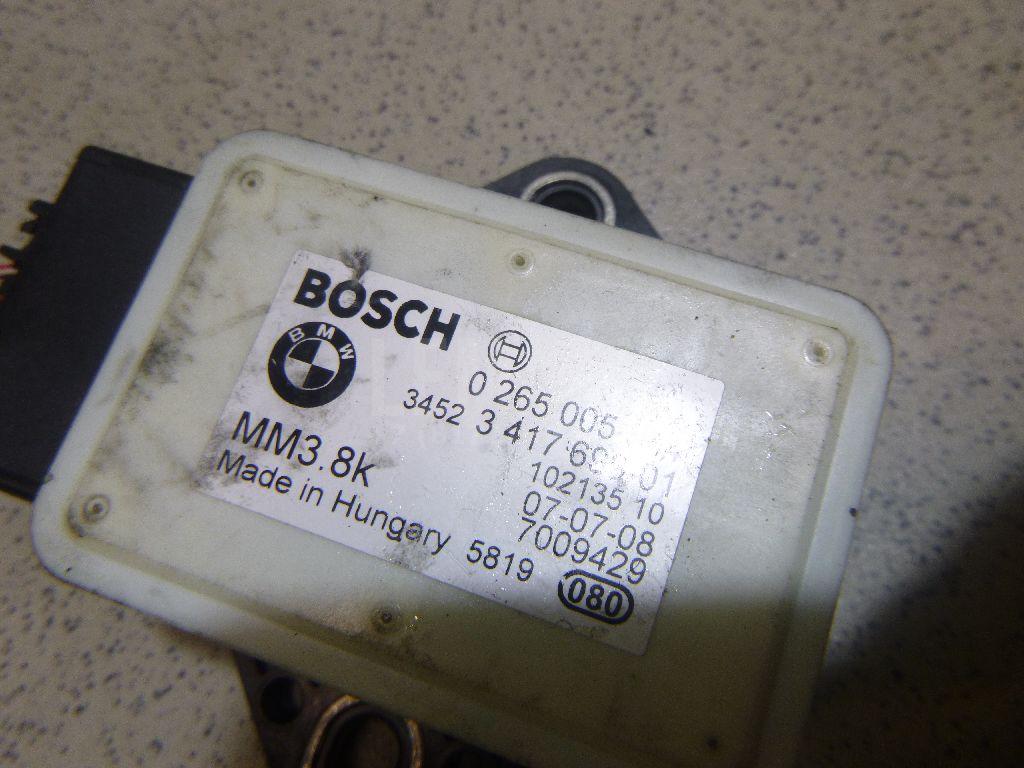 BOSCH
BMW
0 265 005
3452 3 417 01
MM3.8k
102135 10
07-07-08
Made in Hungary
7009429
5819
080